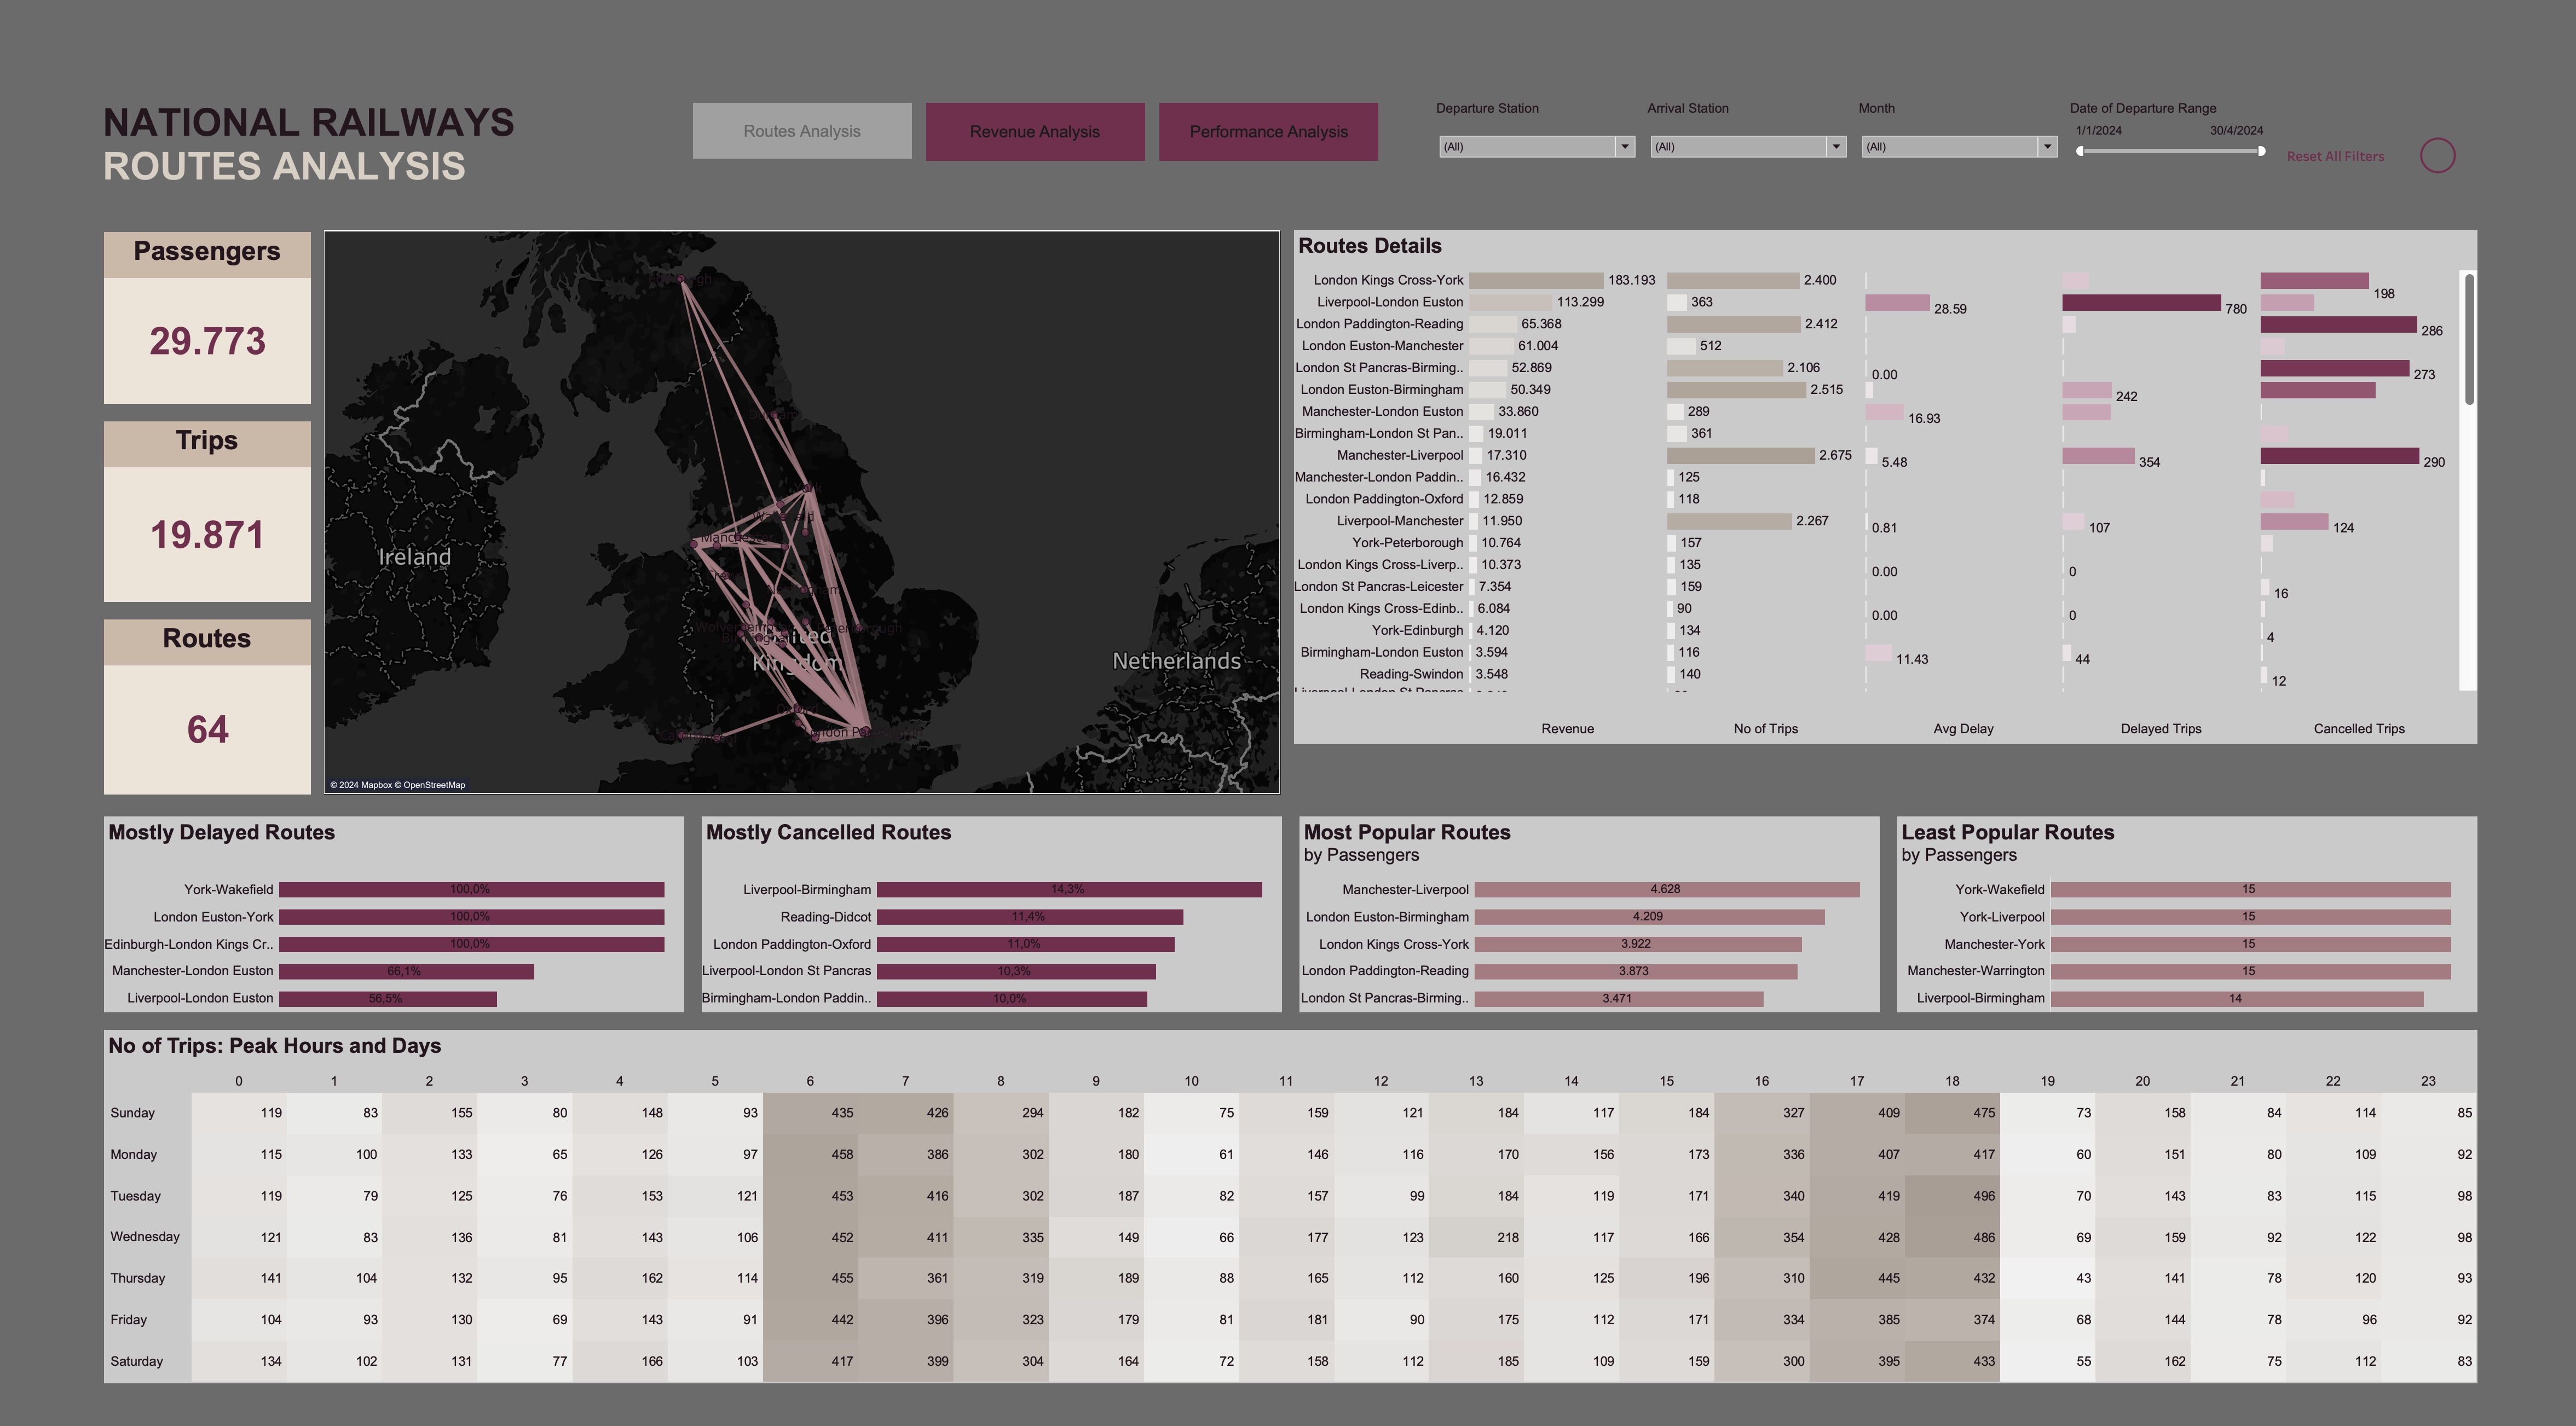 NATIONAL RAILWAYS
ROUTES ANALYSIS
Routes Analysis
Revenue Analysis
Performance Analysis
Departure Station
(All)
Arrival Station
(All)
Month
(All)
Date of Departure Range
1/1/2024 30/4/2024
Reset All Filters
Passengers
29.773
Trips
19.871
Routes
64
Ireland
United
Kingdom
Netherlands
© 2024 Mapbox © OpenStreetMap
Routes Details
London Kings Cross-York 183.193 2.400 198
Liverpool-London Euston 113.299 363 28.59 780
London Paddington-Reading 65.368 2.412 286
London Euston-Manchester 61.004 512
London St Pancras-Birming.. 52.869 2.106 0.00 273
London Euston-Birmingham 50.349 2.515 242
Manchester-London Euston 33.860 289 16.93
Birmingham-London St Pan.. 19.011 361
Manchester-Liverpool 17.310 2.675 5.48 354 290
Manchester-London Paddin.. 16.432 125
London Paddington-Oxford 12.859 118
Liverpool-Manchester 11.950 2.267 0.81 107 124
York-Peterborough 10.764 157
London Kings Cross-Liverp.. 10.373 135 0.00 0
London St Pancras-Leicester 7.354 159 16
London Kings Cross-Edinb.. 6.084 90 0.00 0
York-Edinburgh 4.120 134 4
Birmingham-London Euston 3.594 116 11.43 44
Reading-Swindon 3.548 140 12
Revenue No of Trips Avg Delay Delayed Trips Cancelled Trips
Mostly Delayed Routes
York-Wakefield 100,0%
London Euston-York 100,0%
Edinburgh-London Kings Cr.. 100,0%
Manchester-London Euston 66,1%
Liverpool-London Euston 56,5%
Mostly Cancelled Routes
Liverpool-Birmingham 14,3%
Reading-Didcot 11,4%
London Paddington-Oxford 11,0%
Liverpool-London St Pancras 10,3%
Birmingham-London Paddin.. 10,0%
Most Popular Routes
by Passengers
Manchester-Liverpool 4.628
London Euston-Birmingham 4.209
London Kings Cross-York 3.922
London Paddington-Reading 3.873
London St Pancras-Birming.. 3.471
Least Popular Routes
by Passengers
York-Wakefield 15
York-Liverpool 15
Manchester-York 15
Manchester-Warrington 15
Liverpool-Birmingham 14
No of Trips: Peak Hours and Days
0 1 2 3 4 5 6 7 8 9 10 11 12 13 14 15 16 17 18 19 20 21 22 23
Sunday 119 83 155 80 148 93 435 426 294 182 75 159 121 184 117 184 327 409 475 73 158 84 114 85
Monday 115 100 133 65 126 97 458 386 302 180 61 146 116 170 156 173 336 407 417 60 151 80 109 92
Tuesday 119 79 125 76 153 121 453 416 302 187 82 157 99 184 119 171 340 419 496 70 143 83 115 98
Wednesday 121 83 136 81 143 106 452 411 335 149 66 177 123 218 117 166 354 428 486 69 159 92 122 98
Thursday 141 104 132 95 162 114 455 361 319 189 88 165 112 160 125 196 310 445 432 43 141 78 120 93
Friday 104 93 130 69 143 91 442 396 323 179 81 181 90 175 112 171 334 385 374 68 144 78 96 92
Saturday 134 102 131 77 166 103 417 399 304 164 72 158 112 185 109 159 300 395 433 55 162 75 112 83